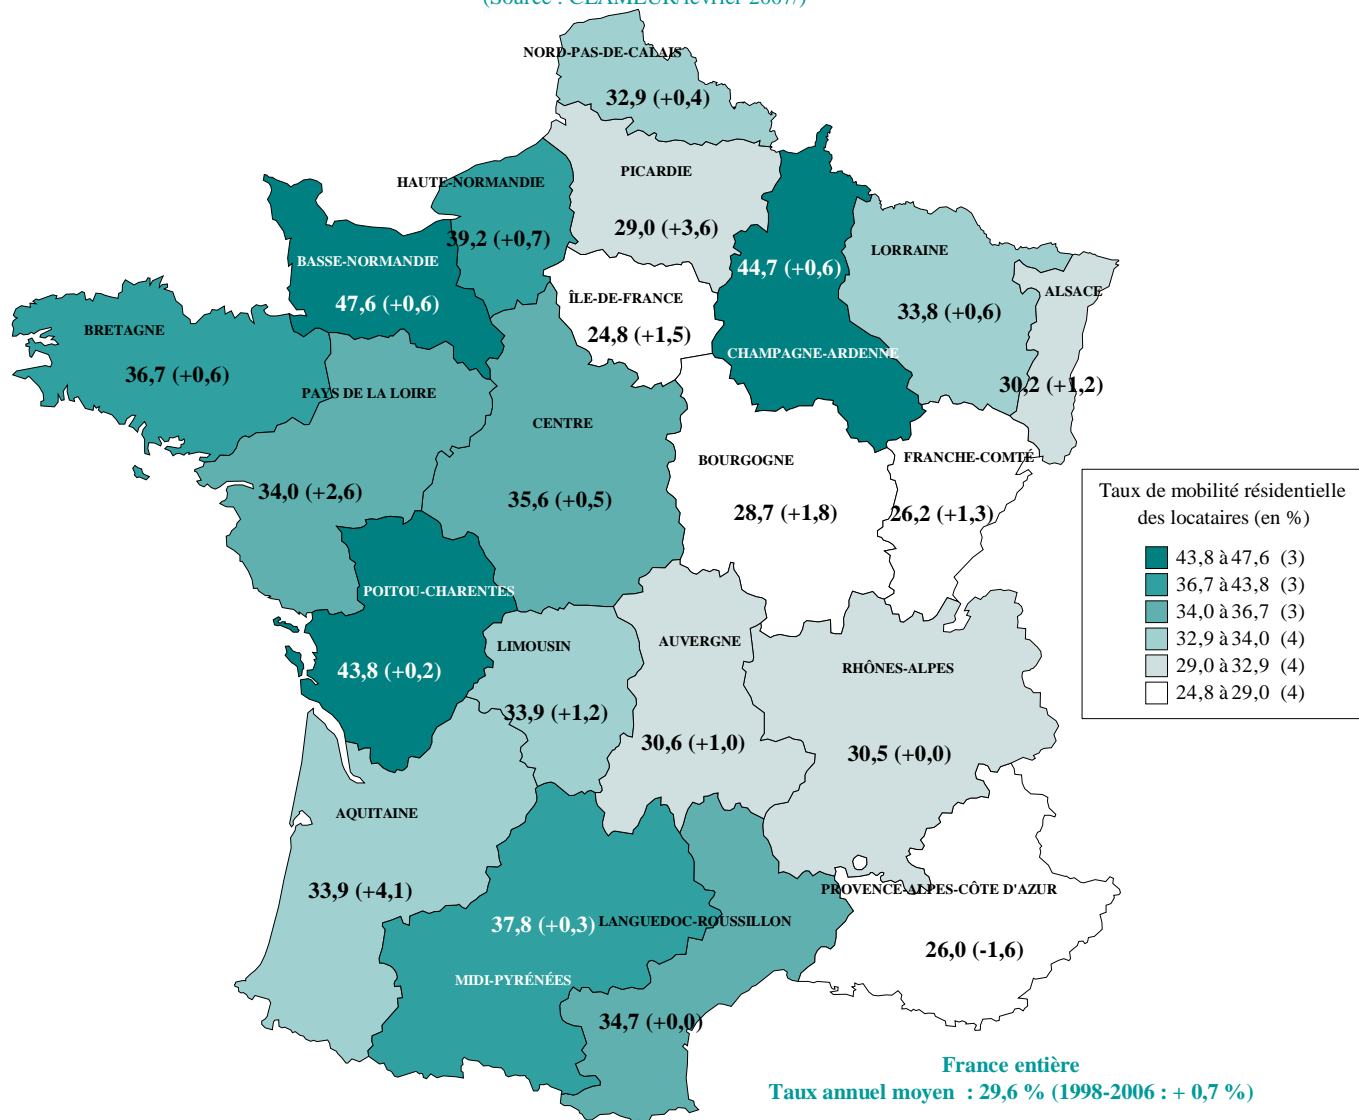 (Source : CLAMEUR/février 2007/)
NORD-PAS-DE-CALAIS
32,9 (+0,4)
PICARDIE
29,0 (+3,6)
HAUTE-NORMANDIE
39,2 (+0,7)
BASSE-NORMANDIE
47,6 (+0,6)
ÎLE-DE-FRANCE
24,8 (+1,5)
44,7 (+0,6)
CHAMPAGNE-ARDENNE
LORRAINE
33,8 (+0,6)
ALSACE
30,2 (+1,2)
BRETAGNE
36,7 (+0,6)
PAYS DE LA LOIRE
34,0 (+2,6)
CENTRE
35,6 (+0,5)
BOURGOGNE
28,7 (+1,8)
FRANCHE-COMTÉ
26,2 (+1,3)
POITOU-CHARENTES
43,8 (+0,2)
LIMOUSIN
33,9 (+1,2)
AUVERGNE
30,6 (+1,0)
RHÔNES-ALPES
30,5 (+0,0)
AQUITAINE
33,9 (+4,1)
37,8 (+0,3)
MIDI-PYRÉNÉES
LANGUEDOC-ROUSSILLON
34,7 (+0,0)
PROVENCE-ALPES-CÔTE D'AZUR
26,0 (-1,6)
Taux de mobilité résidentielle
des locataires (en %)
43,8 à 47,6 (3)
36,7 à 43,8 (3)
34,0 à 36,7 (3)
32,9 à 34,0 (4)
29,0 à 32,9 (4)
24,8 à 29,0 (4)
France entière
Taux annuel moyen : 29,6 % (1998-2006 : + 0,7 %)